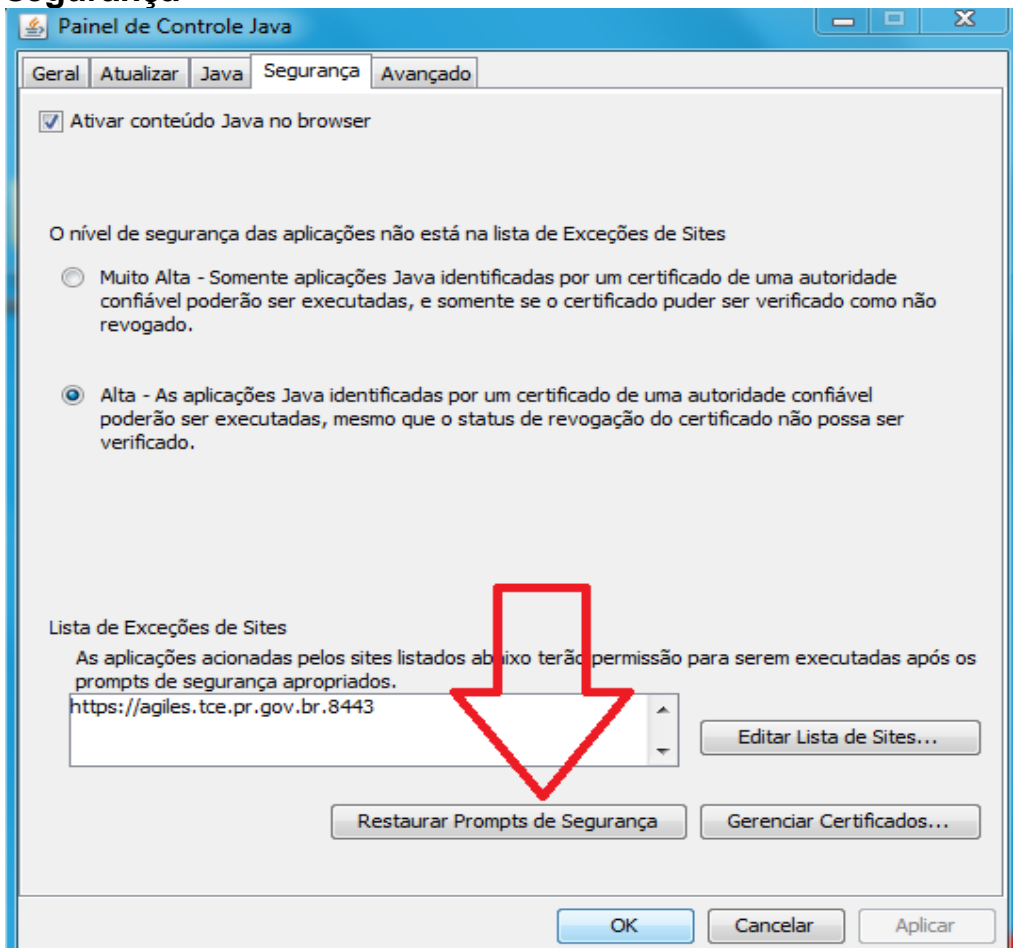 segurança
Painel de Controle Java
Geral Atualizar Java Segurança Avançado
Ativar conteúdo Java no browser
O nível de segurança das aplicações não está na lista de Exceções de Sites
Muito Alta - Somente aplicações Java identificadas por um certificado de uma autoridade
confiável poderão ser executadas, e somente se o certificado puder ser verificado como não
revogado.
Alta - As aplicações Java identificadas por um certificado de uma autoridade confiável
poderão ser executadas, mesmo que o status de revogação do certificado não possa ser
verificado.
Lista de Exceções de Sites
As aplicações acionadas pelos sites listados abaixo terão permissão para serem executadas após os
prompts de segurança apropriados.
https://agiles.tce.pr.gov.br.8443
Editar Lista de Sites...
Restaurar Prompts de Segurança Gerenciar Certificados...
OK Cancelar Aplicar